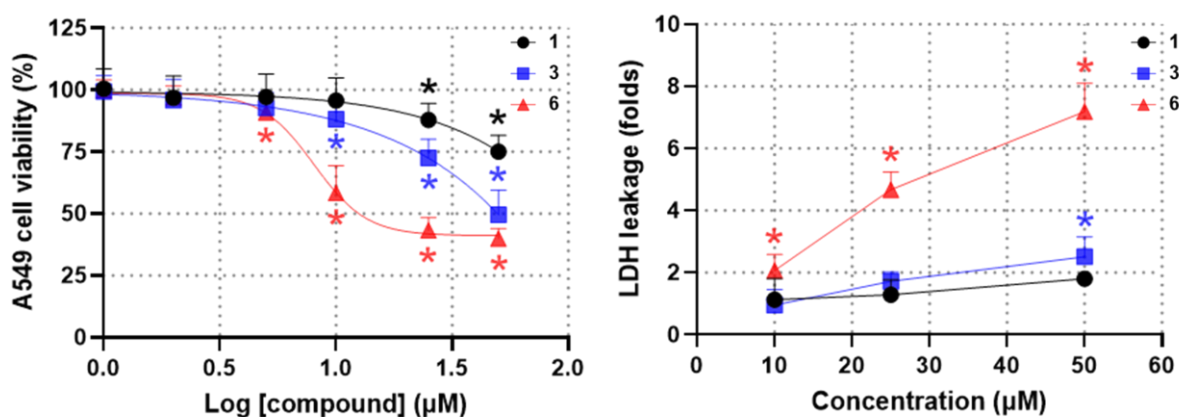 A549 cell viability (%)
125
100
75
50
25
0
0.0 0.5 1.0 1.5 2.0
Log [compound] (µM)
1
3
6
* * * * * * * * *
LDH leakage (folds)
10
8
6
4
2
0
0 10 20 30 40 50 60
Concentration (µM)
1
3
6
* * * *